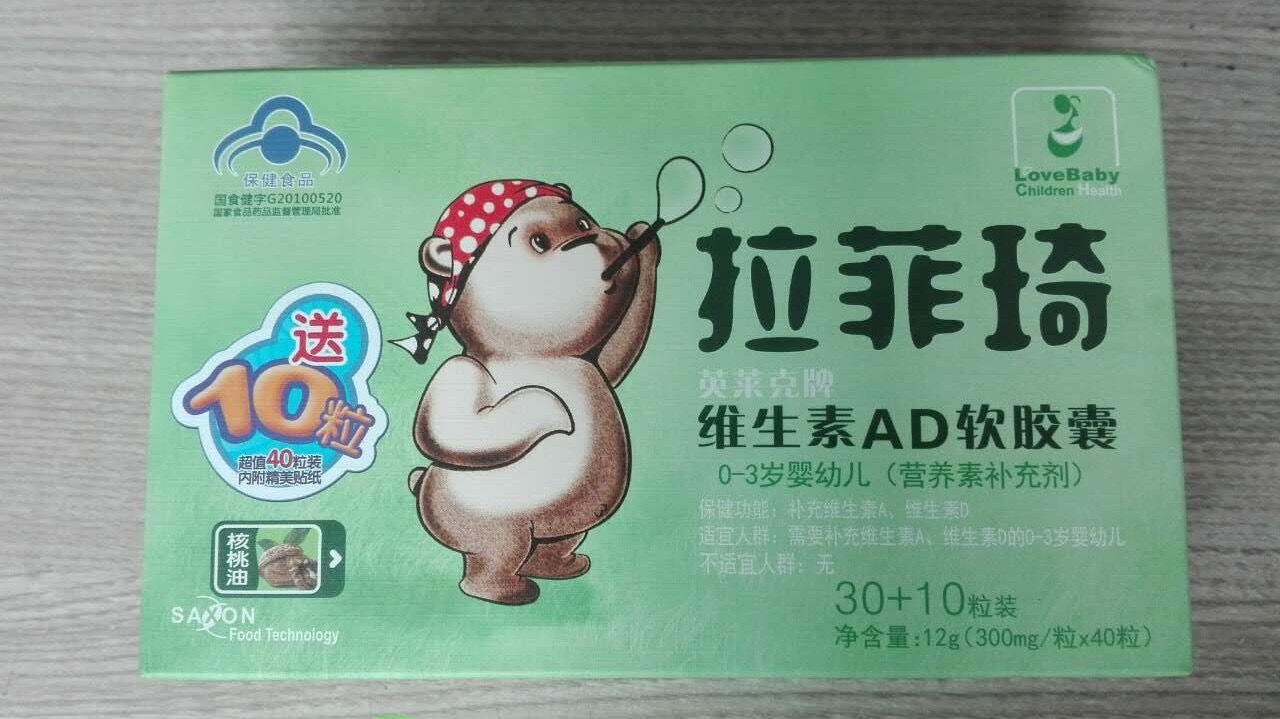 保健食品
国食健字G20100520
国家食品药品监督管理局批准
LoveBaby
Children Health
拉菲琦
英莱克牌
维生素AD软胶囊
0-3岁婴幼儿（营养素补充剂）
保健功能：补充维生素A、维生素D
适宜人群：需要补充维生素A、维生素D的0-3岁婴幼儿
不适宜人群：无
30+10粒装
净含量:12g(300mg/粒x40粒)
送
10粒
超值40粒装
内附精美贴纸
核桃油
SAXON
Food Technology